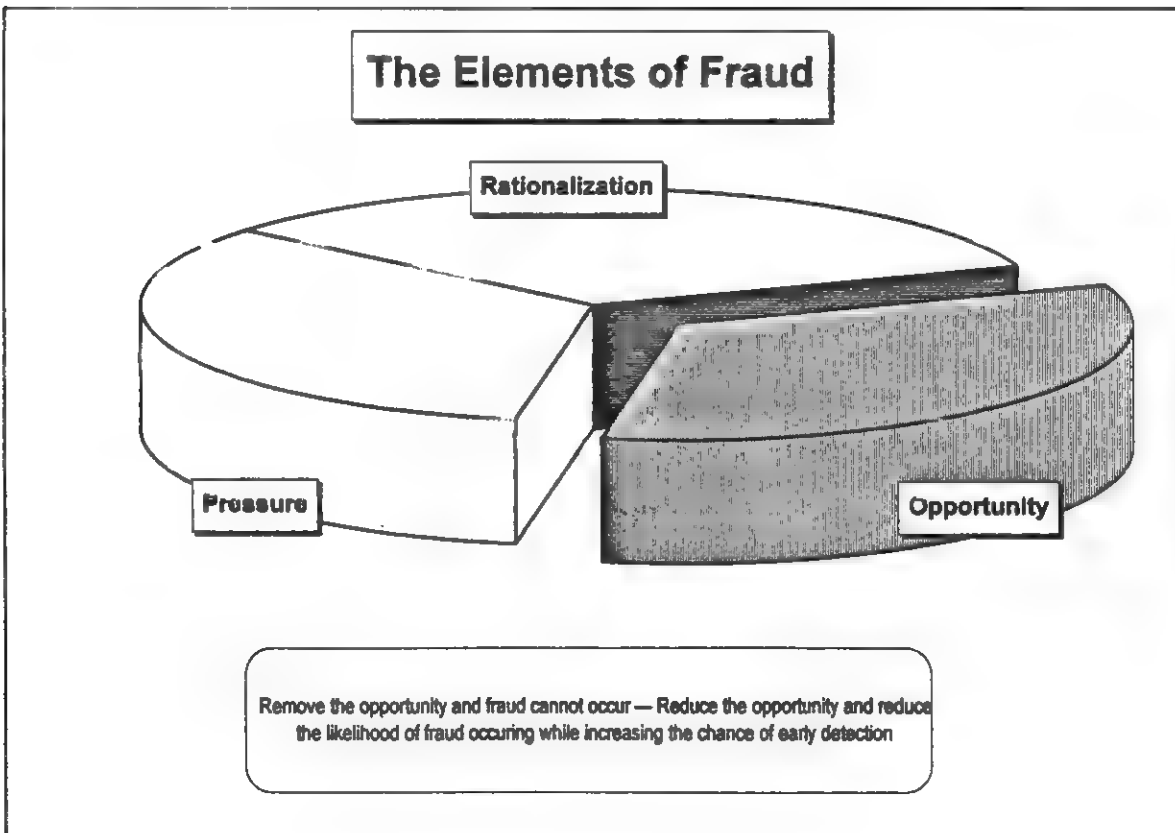 The Elements of Fraud
Rationalization
Pressure
Opportunity
Remove the opportunity and fraud cannot occur — Reduce the opportunity and reduce
the likelihood of fraud occuring while increasing the chance of early detection